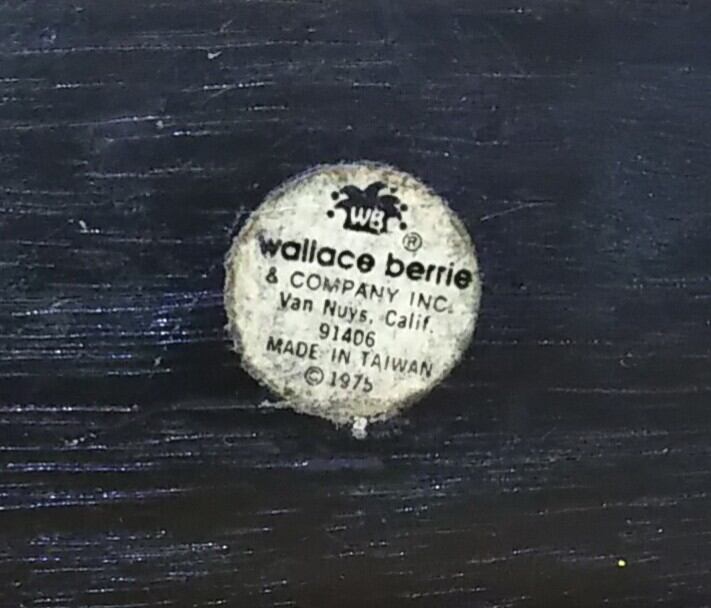 WB
®
wallace berrie
& COMPANY INC.
Van Nuys, Calif.
91406
MADE IN TAIWAN
© 1975